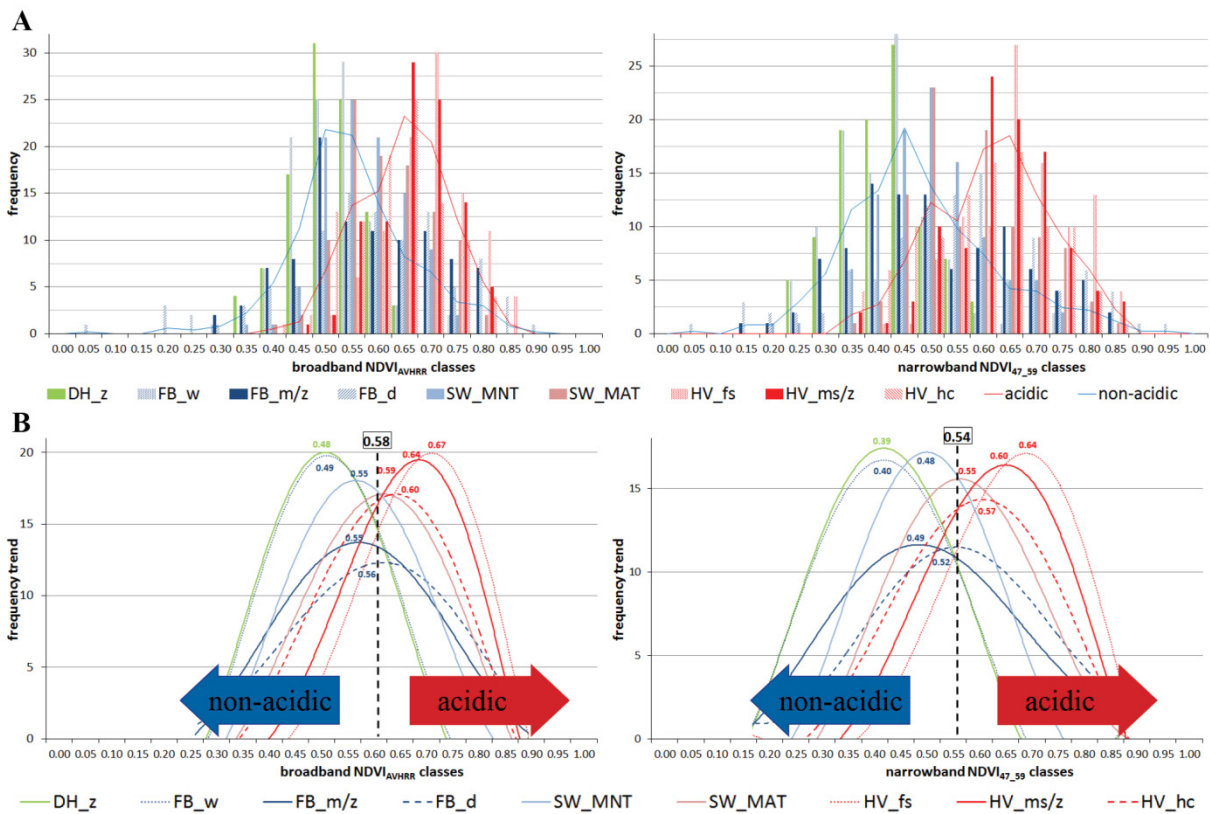 A
frequency
30
25
20
15
10
5
0
0.00 0.05 0.10 0.15 0.20 0.25 0.30 0.35 0.40 0.45 0.50 0.55 0.60 0.65 0.70 0.75 0.80 0.85 0.90 0.95 1.00
broadband NDVIAVHRR classes
frequency
25
20
15
10
5
0
0.00 0.05 0.10 0.15 0.20 0.25 0.30 0.35 0.40 0.45 0.50 0.55 0.60 0.65 0.70 0.75 0.80 0.85 0.90 0.95 1.00
narrowband NDVI47_59 classes
DH_z FB_w FB_m/z FB_d SW_MNT SW_MAT HV_fs HV_ms/z HV_hc acidic non-acidic
B
frequency trend
20
15
10
5
0
0.58
0.48
0.49
0.55
0.59
0.64
0.67
0.60
0.55
0.56
non-acidic
acidic
0.00 0.05 0.10 0.15 0.20 0.25 0.30 0.35 0.40 0.45 0.50 0.55 0.60 0.65 0.70 0.75 0.80 0.85 0.90 0.95 1.00
broadband NDVIAVHRR classes
frequency trend
15
10
5
0
0.54
0.39
0.40
0.48
0.55
0.60
0.64
0.57
0.49
0.52
non-acidic
acidic
0.00 0.05 0.10 0.15 0.20 0.25 0.30 0.35 0.40 0.45 0.50 0.55 0.60 0.65 0.70 0.75 0.80 0.85 0.90 0.95 1.00
narrowband NDVI47_59 classes
DH_z FB_w FB_m/z FB_d SW_MNT SW_MAT HV_fs HV_ms/z HV_hc